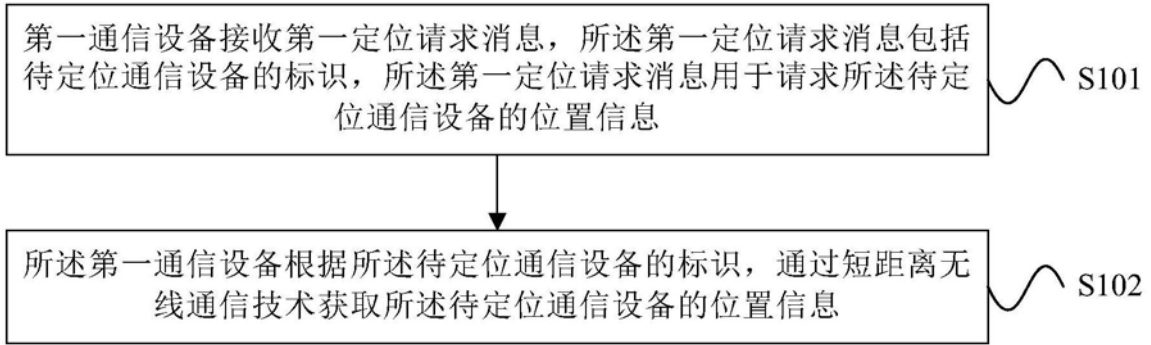 第一通信设备接收第一定位请求消息，所述第一定位请求消息包括
待定位通信设备的标识，所述第一定位请求消息用于请求所述待定
位通信设备的位置信息
S101
所述第一通信设备根据所述待定位通信设备的标识，通过短距离无
线通信技术获取所述待定位通信设备的位置信息
S102